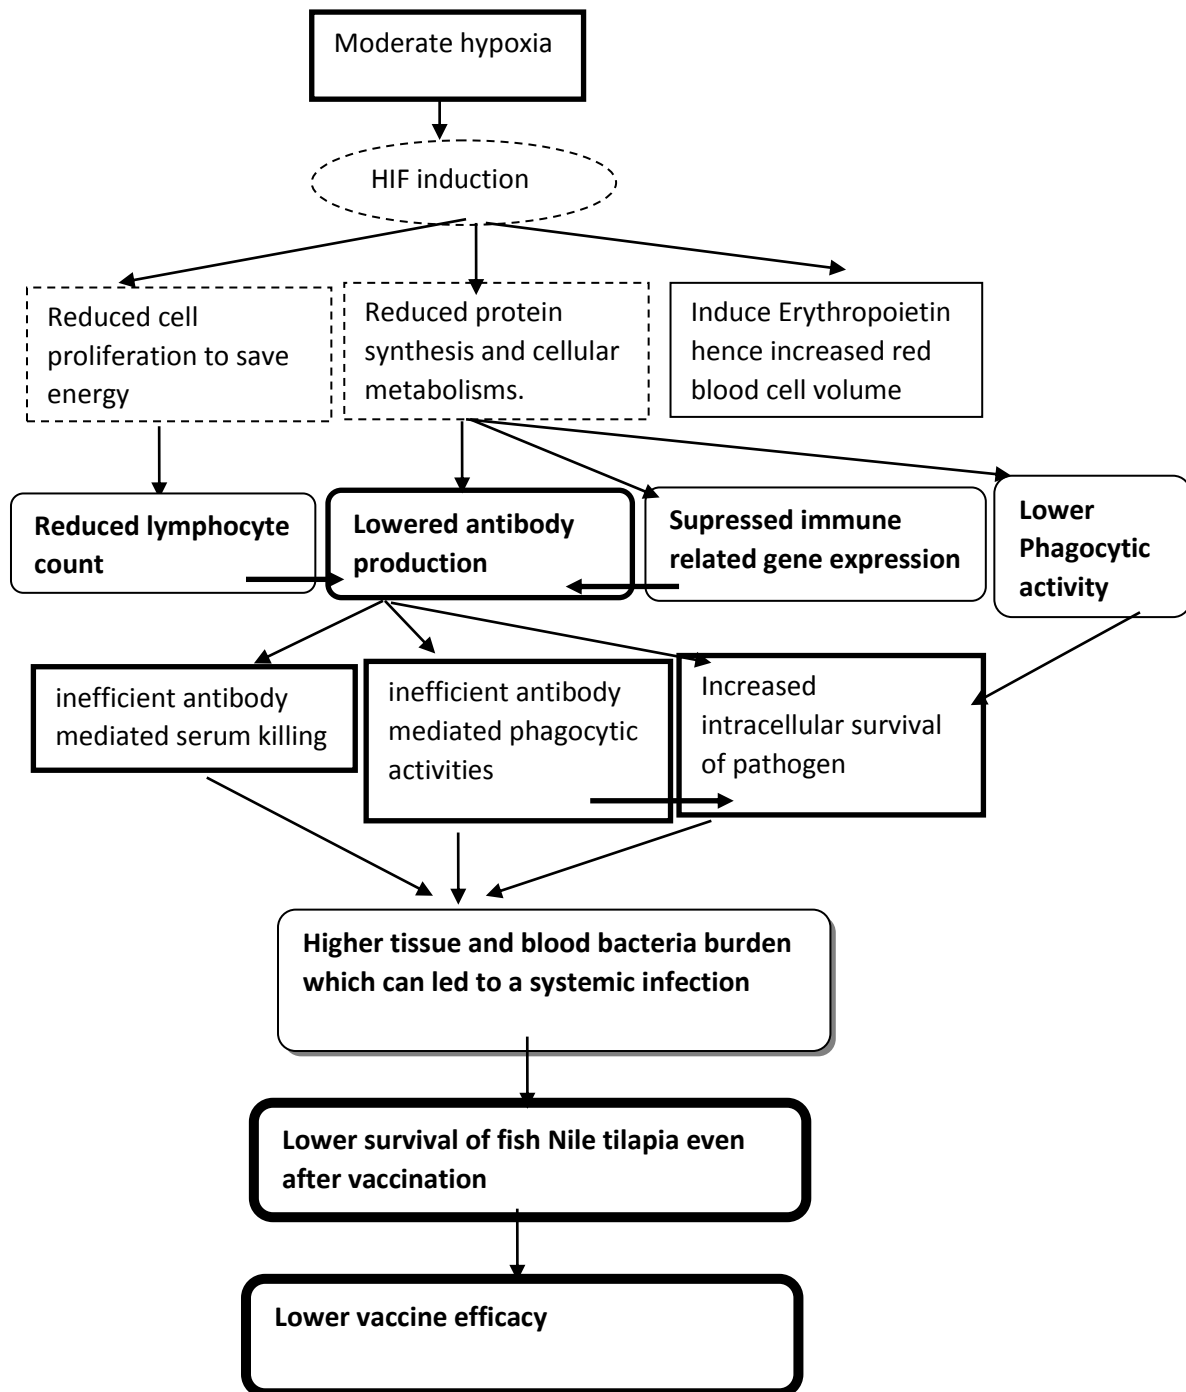 Moderate hypoxia
HIF induction
Reduced cell
proliferation to save
energy
Reduced protein
synthesis and cellular
metabolisms.
Induce Erythropoietin
hence increased red
blood cell volume
Reduced lymphocyte
count
Lowered antibody
production
Supressed immune
related gene expression
Lower
Phagocytic
activity
inefficient antibody
mediated serum killing
inefficient antibody
mediated phagocytic
activities
Increased
intracellular survival
of pathogen
Higher tissue and blood bacteria burden
which can led to a systemic infection
Lower survival of fish Nile tilapia even
after vaccination
Lower vaccine efficacy